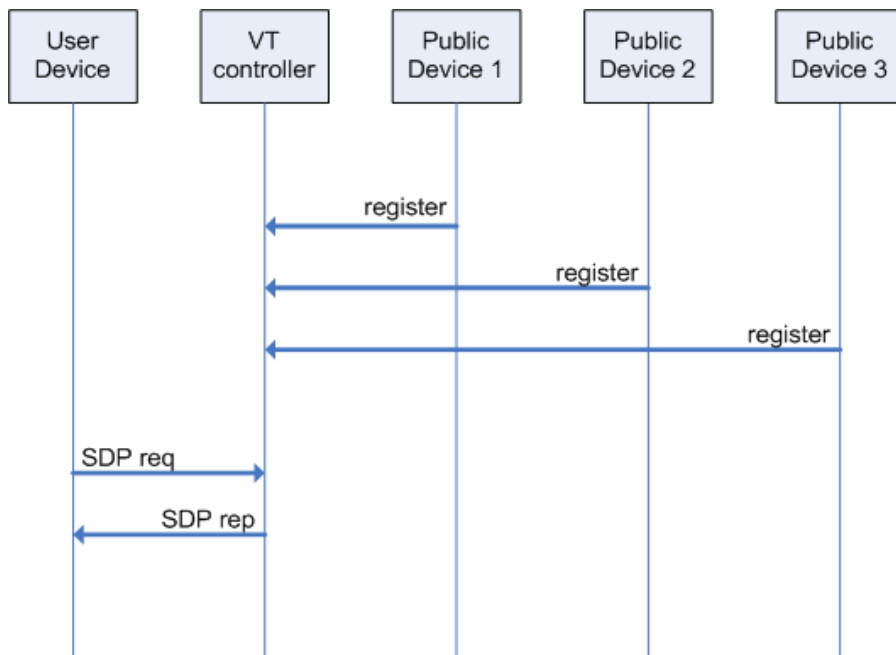 User
Device
VT
controller
Public
Device 1
Public
Device 2
Public
Device 3
register
register
register
SDP req
SDP rep